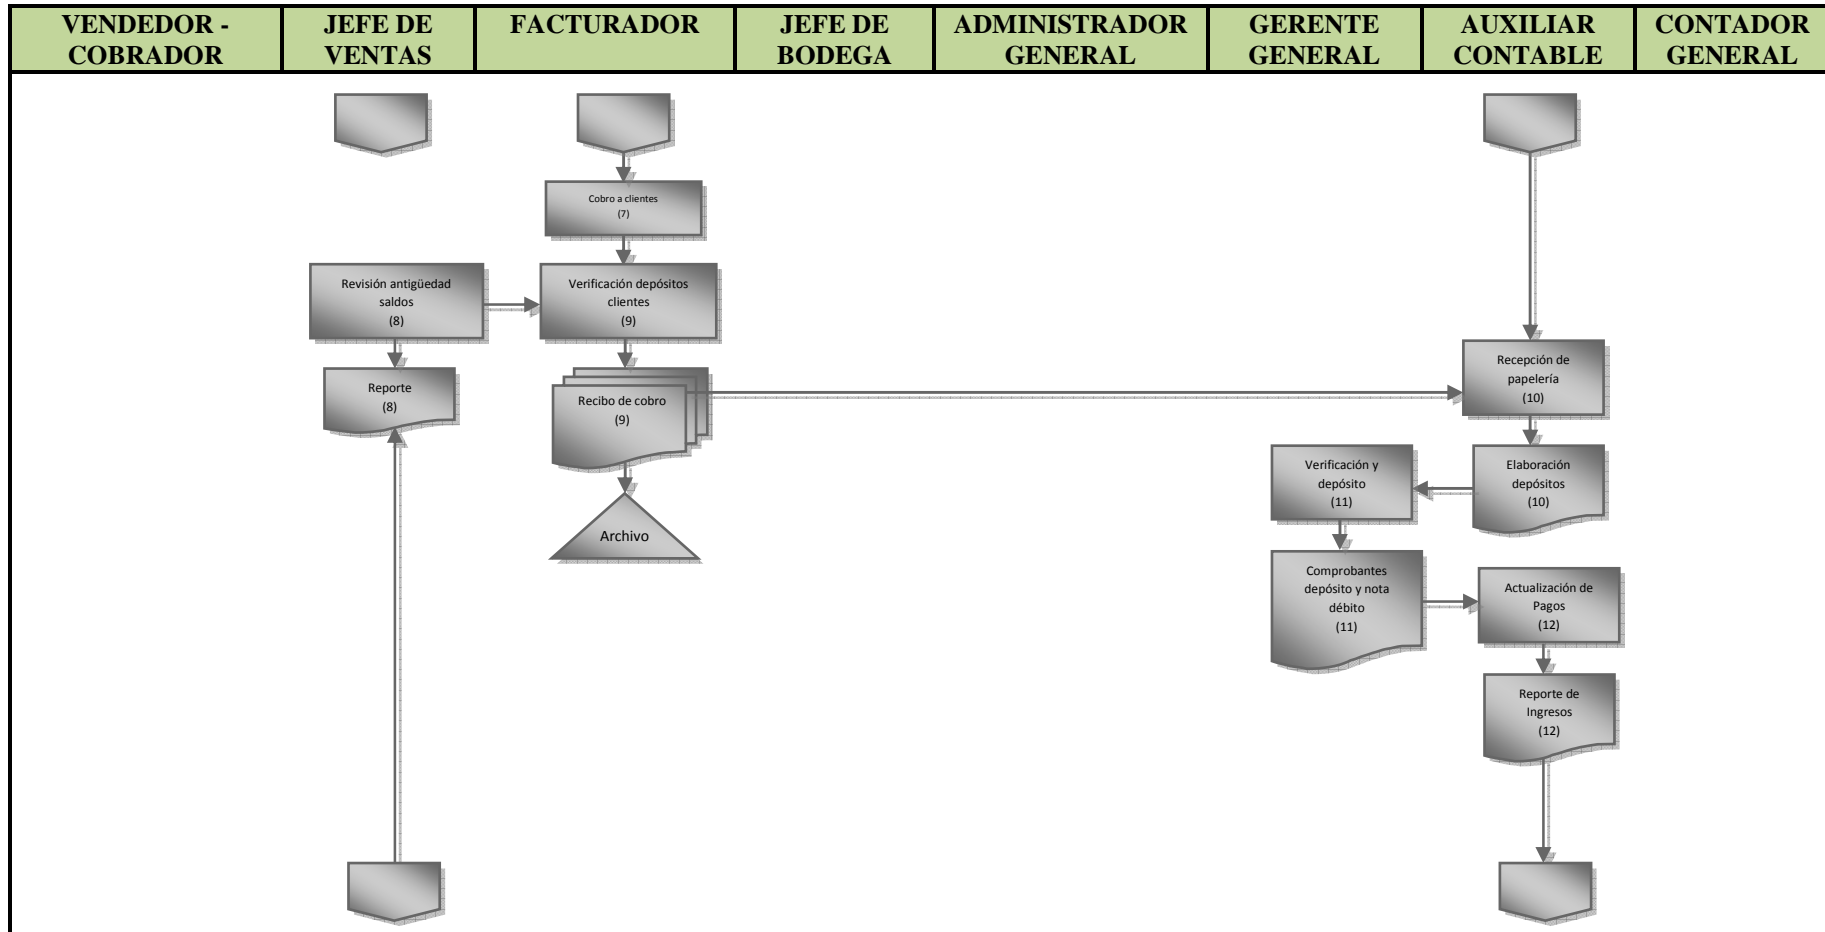 VENDEDOR -
COBRADOR
JEFE DE
VENTAS
FACTURADOR
JEFE DE
BODEGA
ADMINISTRADOR
GENERAL
GERENTE
GENERAL
AUXILIAR
CONTABLE
CONTADOR
GENERAL
Cobro a clientes
(7)
Revisión antigüedad
saldos
(8)
Verificación depósitos
clientes
(9)
Reporte
(8)
Recibo de cobro
(9)
Recepción de
papelería
(10)
Archivo
Verificación y
depósito
(11)
Elaboración
depósitos
(10)
Comprobantes
depósito y nota
débito
(11)
Actualización de
Pagos
(12)
Reporte de
Ingresos
(12)